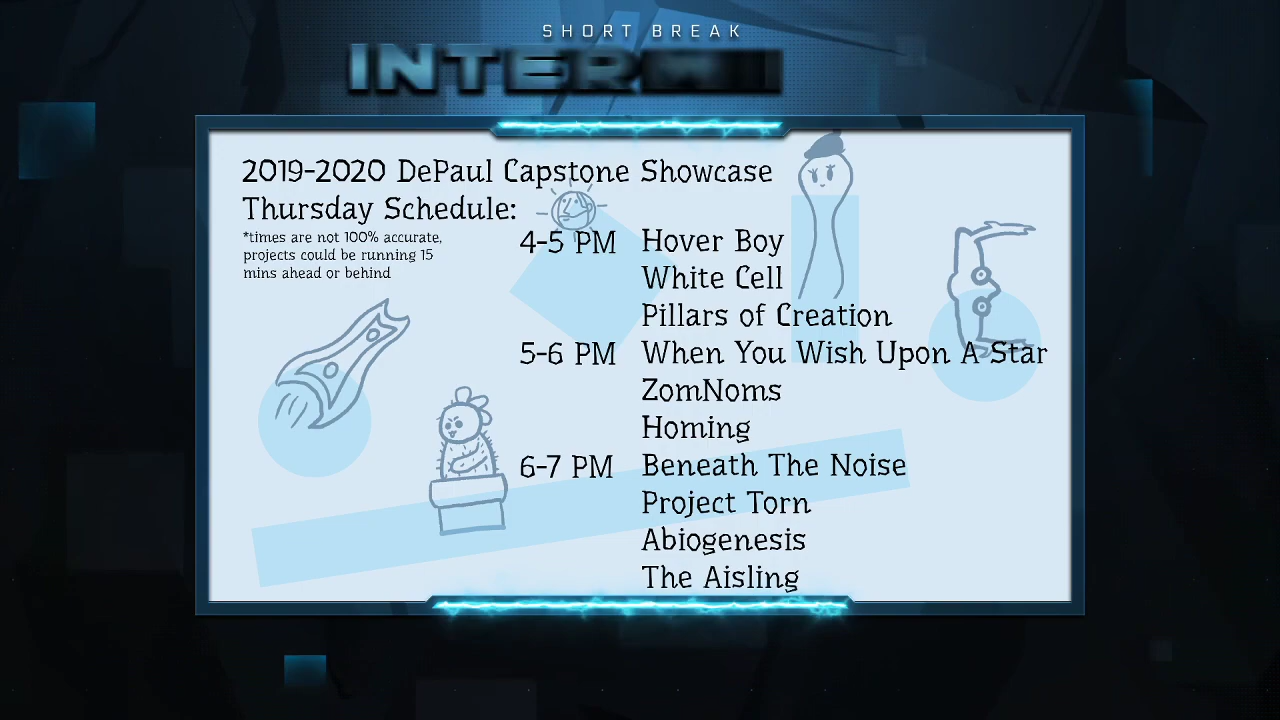 SHORT BREAK
INTER
2019-2020 DePaul Capstone Showcase
Thursday Schedule:
*times are not 100% accurate,
projects could be running 15
mins ahead or behind
4-5 PM Hover Boy
White Cell
Pillars of Creation
5-6 PM When You Wish Upon A Star
ZomNoms
Homing
6-7 PM Beneath The Noise
Project Torn
Abiogenesis
The Aisling